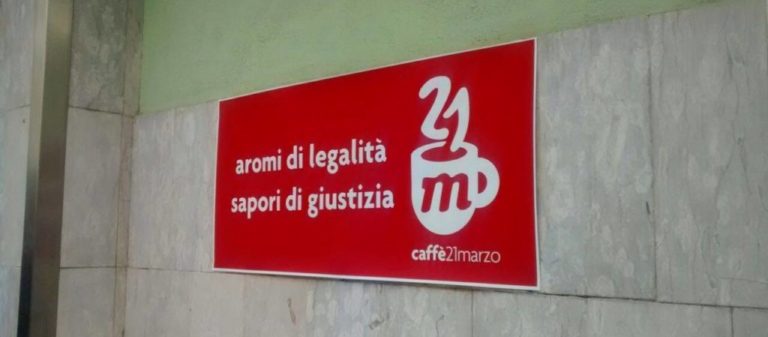 aromi di legalità
sapori di giustizia
21
m
caffè21marzo